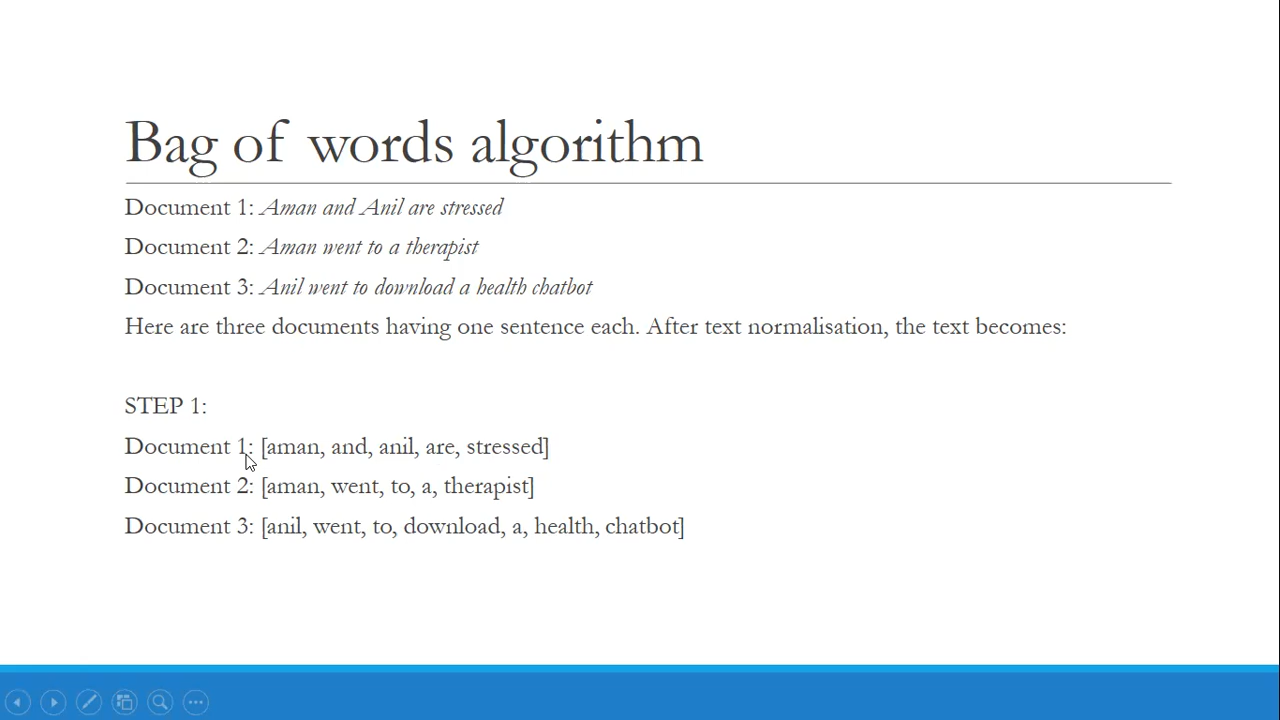 Bag of words algorithm
Document 1: Aman and Anil are stressed
Document 2: Aman went to a therapist
Document 3: Anil went to download a health chatbot
Here are three documents having one sentence each. After text normalisation, the text becomes:
STEP 1:
Document 1: [aman, and, anil, are, stressed]
Document 2: [aman, went, to, a, therapist]
Document 3: [anil, went, to, download, a, health, chatbot]